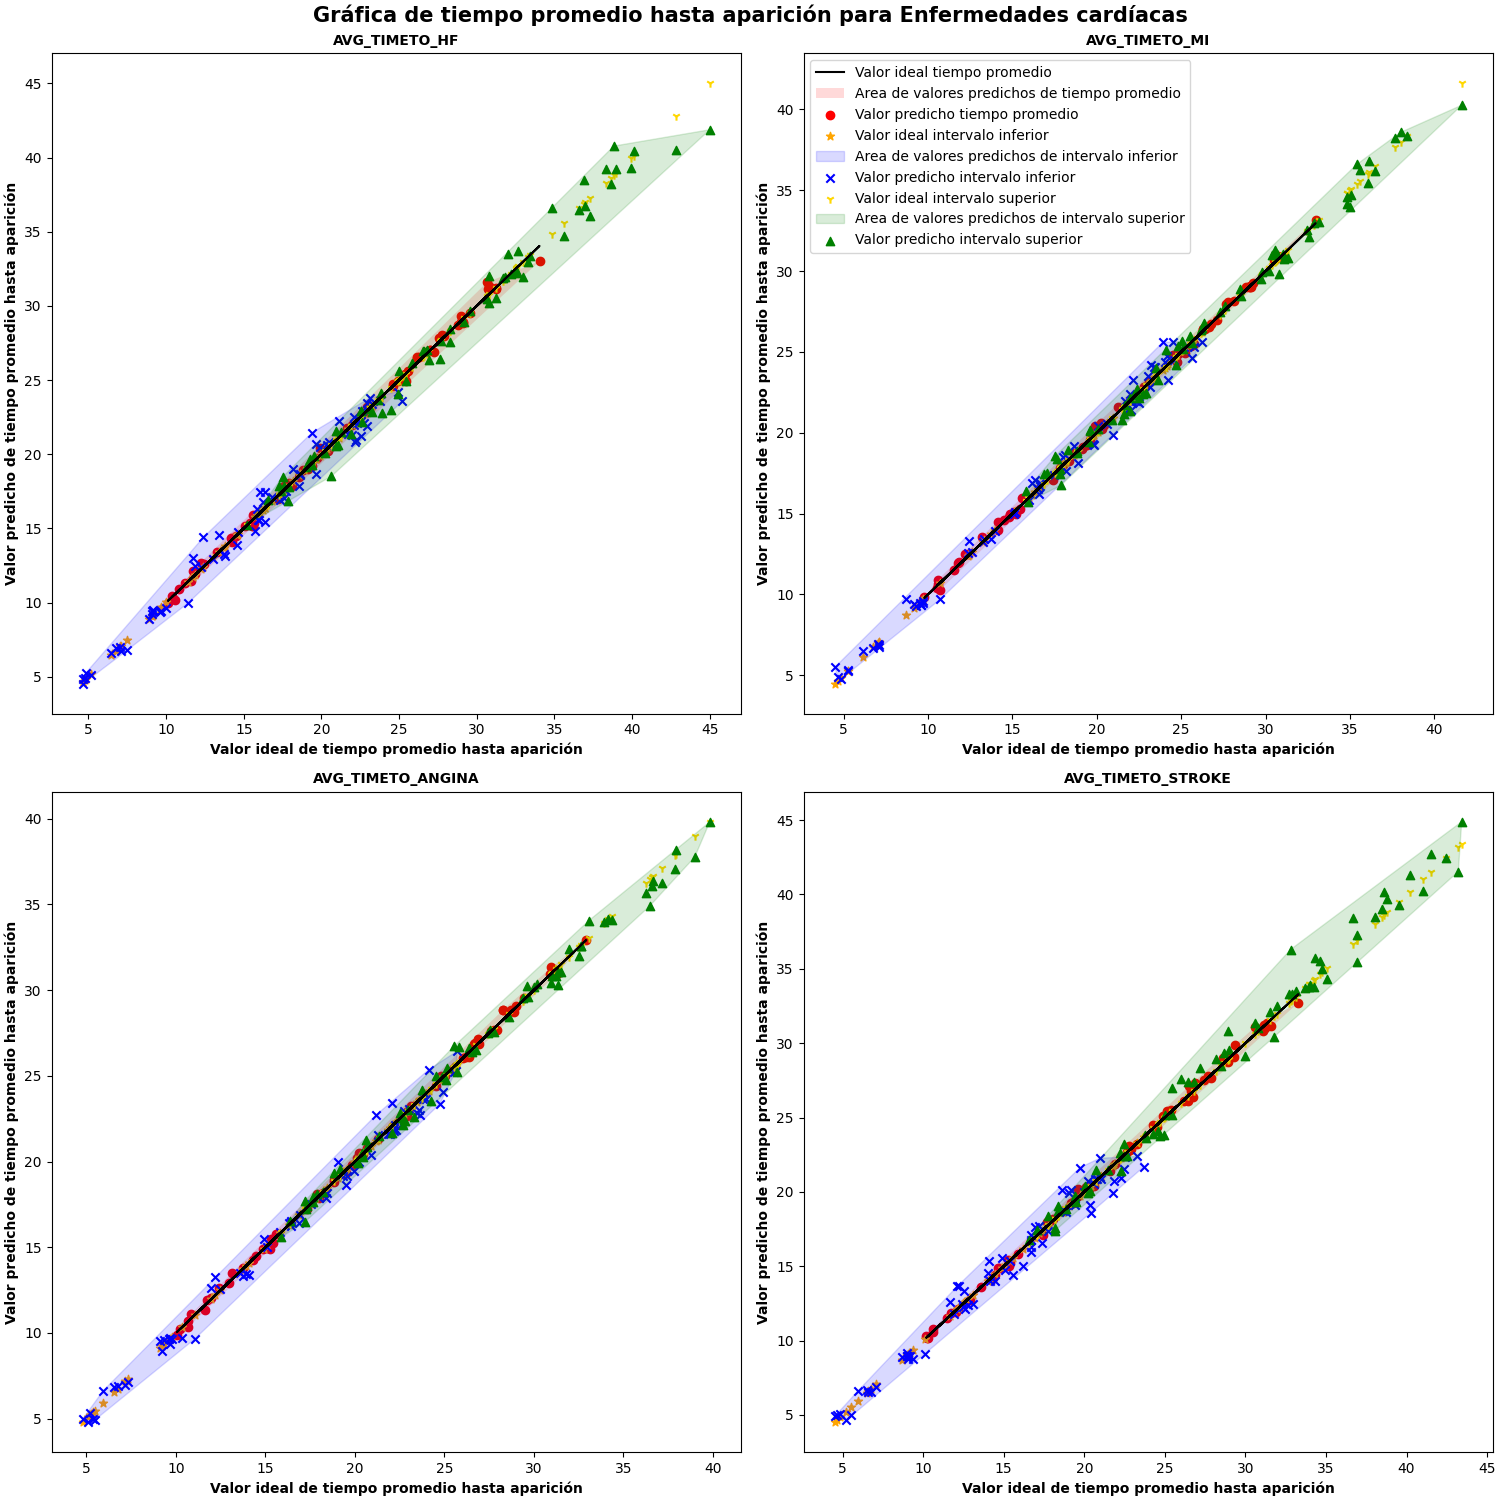 Gráfica de tiempo promedio hasta aparición para Enfermedades cardíacas
AVG_TIMETO_HF
Valor predicho de tiempo promedio hasta aparición
45
40
35
30
25
20
15
10
5
5 10 15 20 25 30 35 40 45
Valor ideal de tiempo promedio hasta aparición
AVG_TIMETO_MI
Valor predicho de tiempo promedio hasta aparición
Valor ideal tiempo promedio
Area de valores predichos de tiempo promedio
Valor predicho tiempo promedio
Valor ideal intervalo inferior
Area de valores predichos de intervalo inferior
Valor predicho intervalo inferior
Valor ideal intervalo superior
Area de valores predichos de intervalo superior
Valor predicho intervalo superior
40
35
30
25
20
15
10
5
5 10 15 20 25 30 35 40
Valor ideal de tiempo promedio hasta aparición
AVG_TIMETO_ANGINA
Valor predicho de tiempo promedio hasta aparición
40
35
30
25
20
15
10
5
5 10 15 20 25 30 35 40
Valor ideal de tiempo promedio hasta aparición
AVG_TIMETO_STROKE
Valor predicho de tiempo promedio hasta aparición
45
40
35
30
25
20
15
10
5
5 10 15 20 25 30 35 40 45
Valor ideal de tiempo promedio hasta aparición